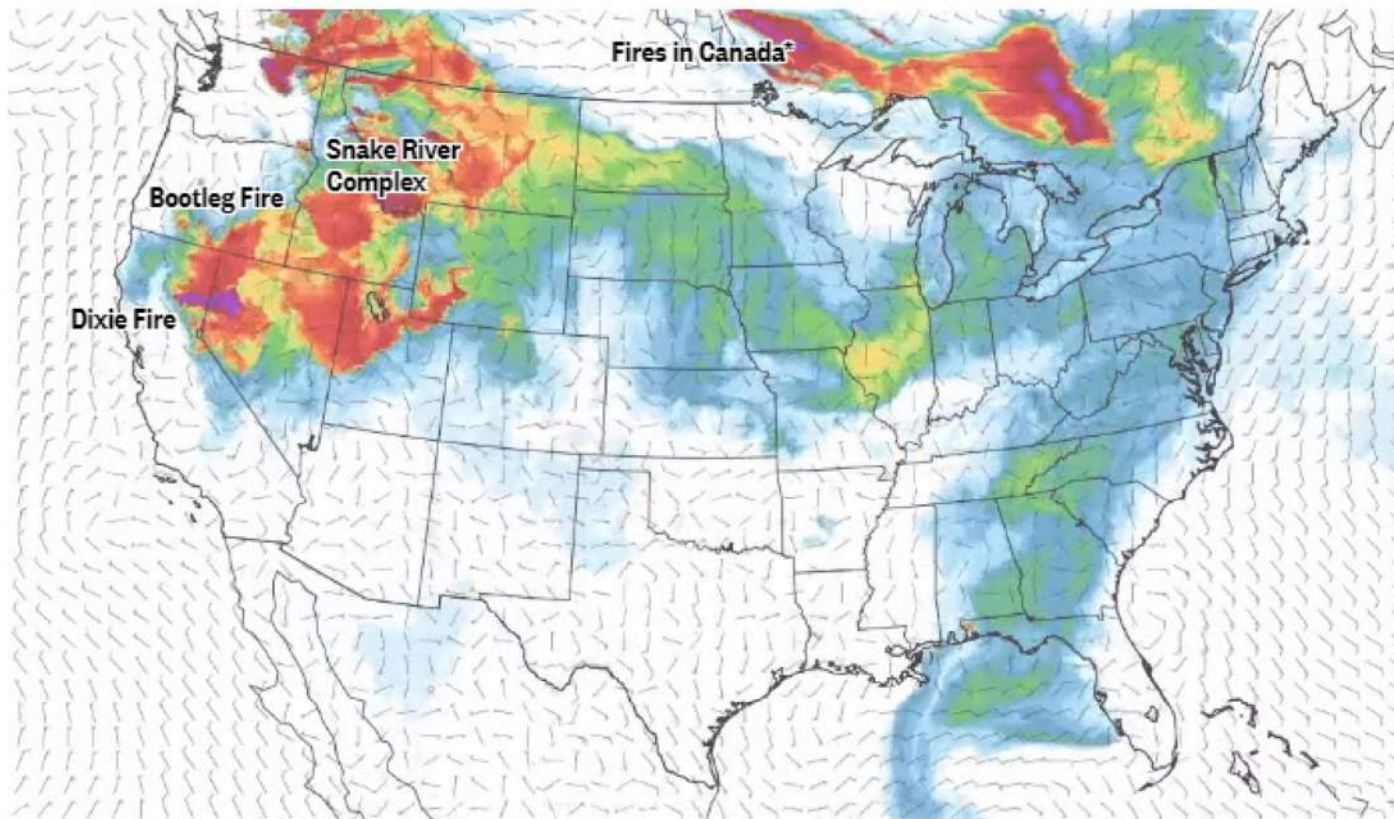 Fires in Canada*
Snake River
Complex
Bootleg Fire
Dixie Fire